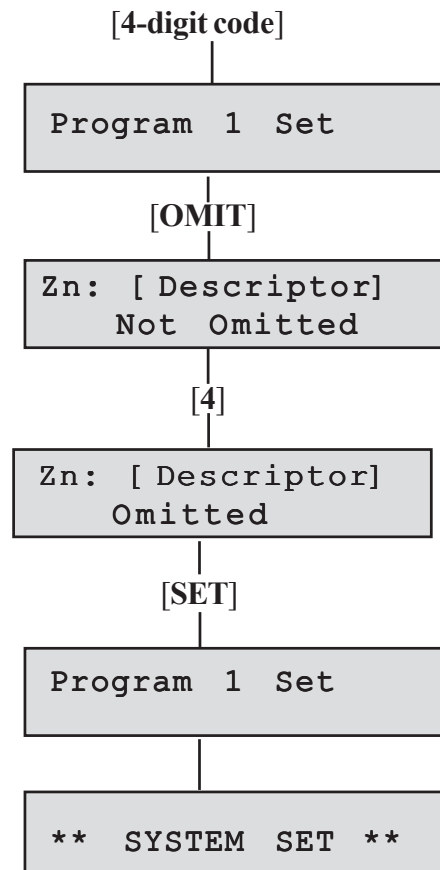 [4-digit code]
Program 1 Set
[OMIT]
Zn: [ Descriptor]
Not Omitted
[4]
Zn: [ Descriptor]
Omitted
[SET]
Program 1 Set
** SYSTEM SET **